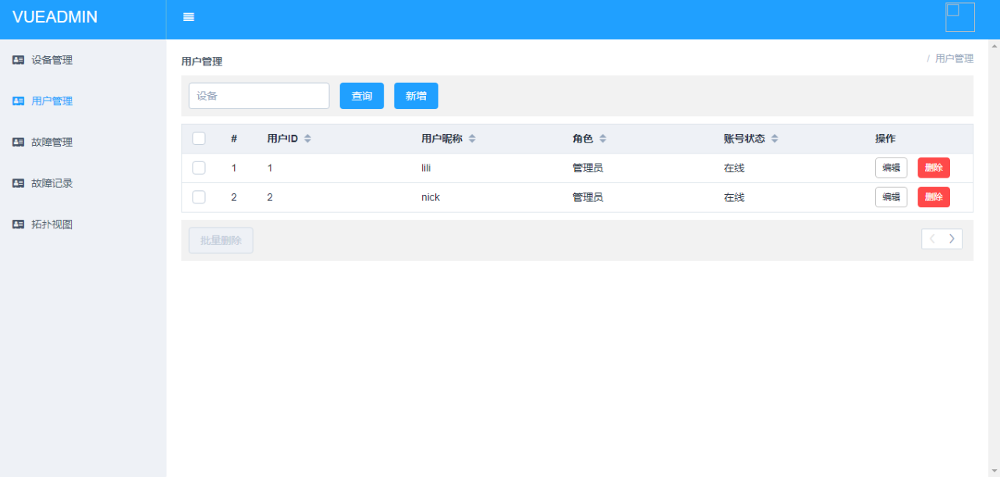 VUEADMIN
设备管理
用户管理
故障管理
故障记录
拓扑视图
用户管理
/ 用户管理
设备 查询 新增
# 用户ID 用户昵称 角色 账号状态 操作
1 1 lili 管理员 在线 编辑 删除
2 2 nick 管理员 在线 编辑 删除
批量删除